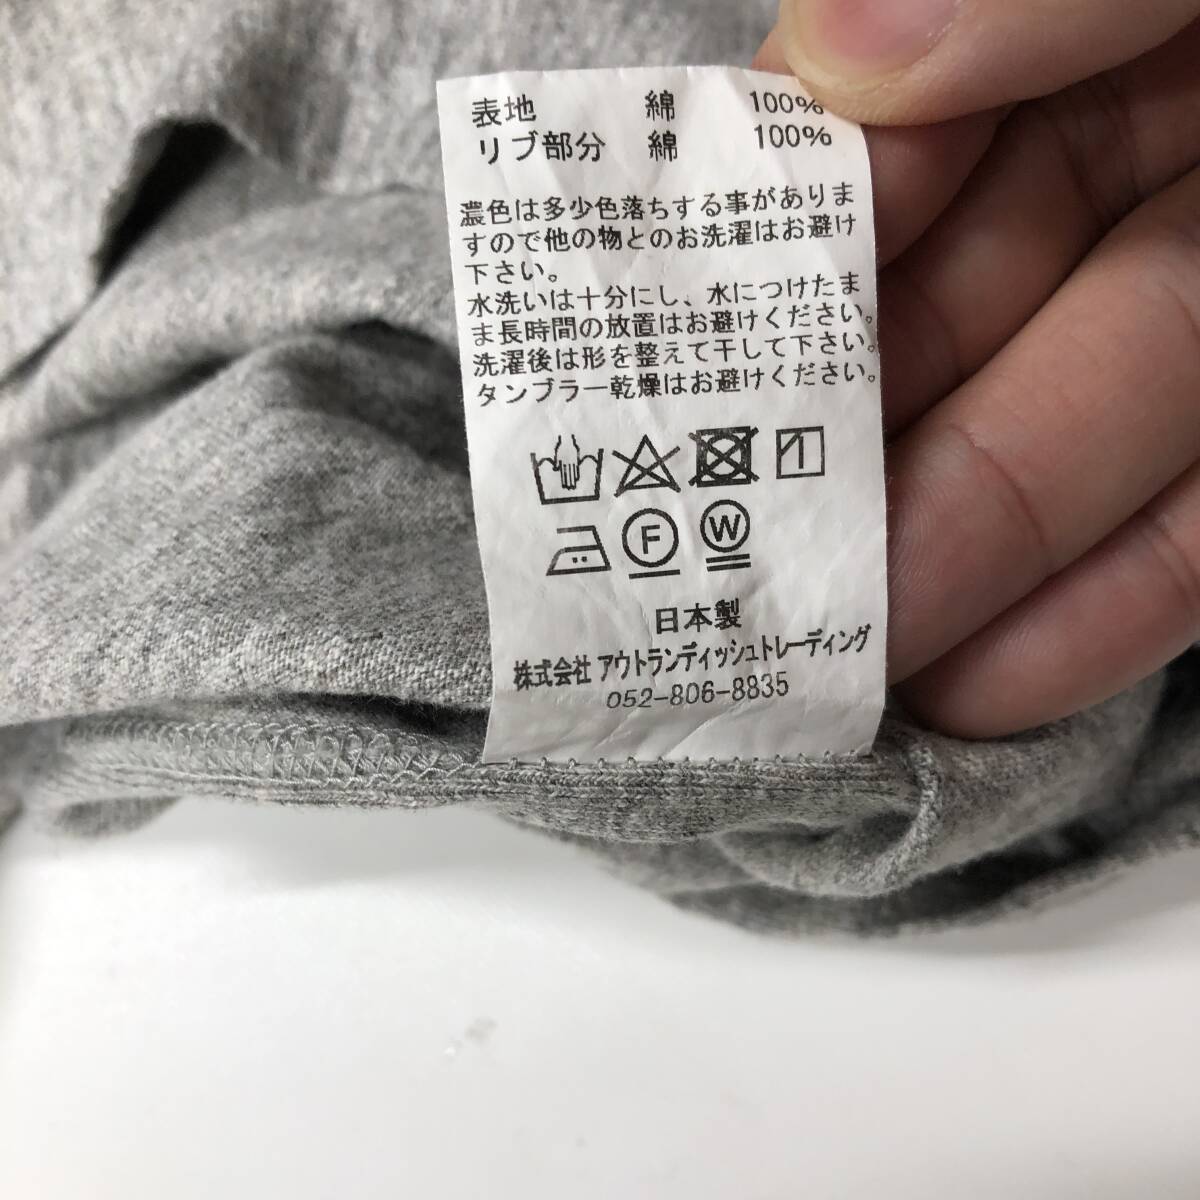 表地 綿 100%
リブ部分 綿 100%
濃色は多少色落ちする事がありま
すので他の物とのお洗濯はお避け
下さい。
水洗いは十分にし、水につけたま
ま長時間の放置はお避けください。
洗濯後は形を整えて干して下さい。
タンブラー乾燥はお避けください。
F W
日本製
株式会社 アウトランディッシュトレーディング
052-806-8835